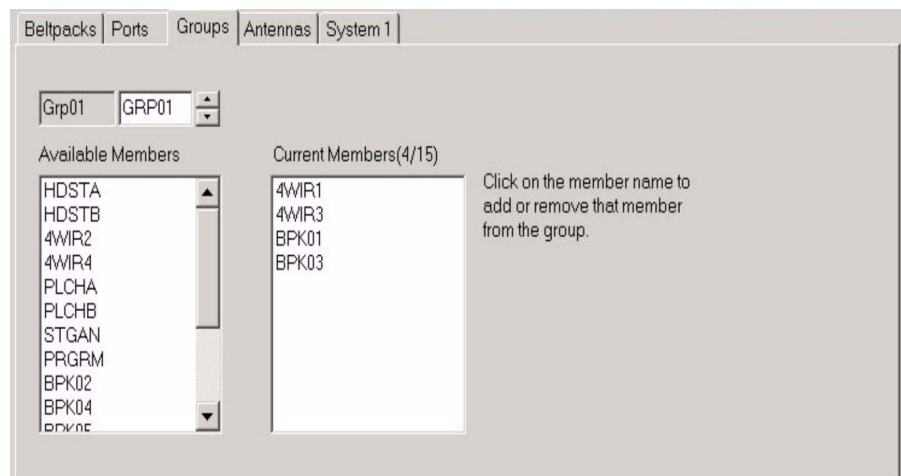 Beltpacks Ports Groups Antennas System 1
Grp01 GRP01
Available Members
HDSTA
HDSTB
4WIR2
4WIR4
PLCHA
PLCHB
STGAN
PRGRM
BPK02
BPK04
Current Members(4/15)
4WIR1
4WIR3
BPK01
BPK03
Click on the member name to
add or remove that member
from the group.